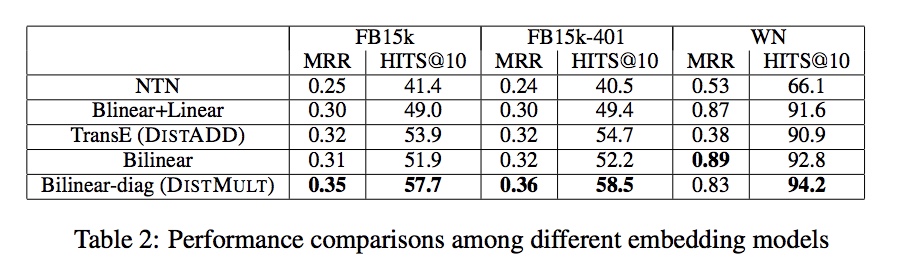 FB15k FB15k-401 WN
MRR HITS@10 MRR HITS@10 MRR HITS@10
NTN 0.25 41.4 0.24 40.5 0.53 66.1
Blinear+Linear 0.30 49.0 0.30 49.4 0.87 91.6
TransE (DISTADD) 0.32 53.9 0.32 54.7 0.38 90.9
Bilinear 0.31 51.9 0.32 52.2 0.89 92.8
Bilinear-diag (DISTMULT) 0.35 57.7 0.36 58.5 0.83 94.2
Table 2: Performance comparisons among different embedding models